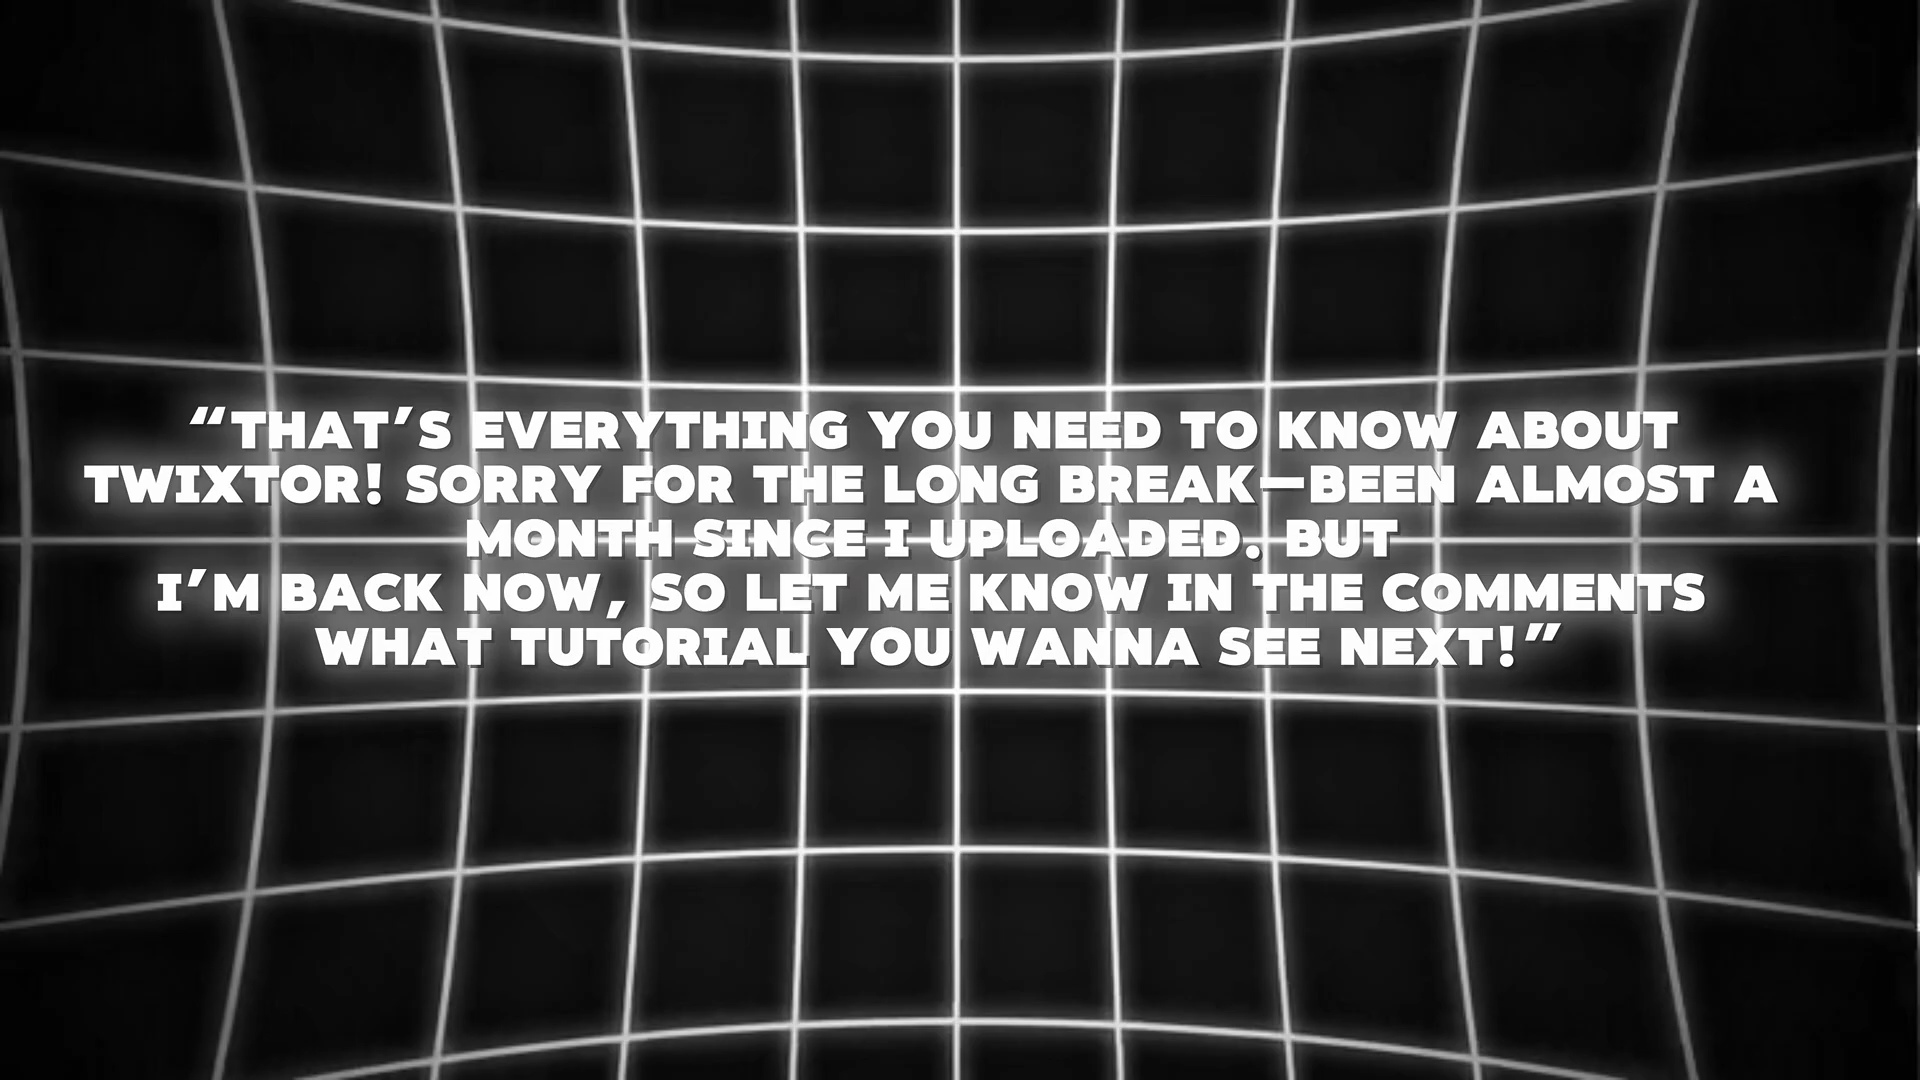 “THAT’S EVERYTHING YOU NEED TO KNOW ABOUT
TWIXTOR! SORRY FOR THE LONG BREAK—BEEN ALMOST A
MONTH SINCE I UPLOADED. BUT
I’M BACK NOW, SO LET ME KNOW IN THE COMMENTS
WHAT TUTORIAL YOU WANNA SEE NEXT!”